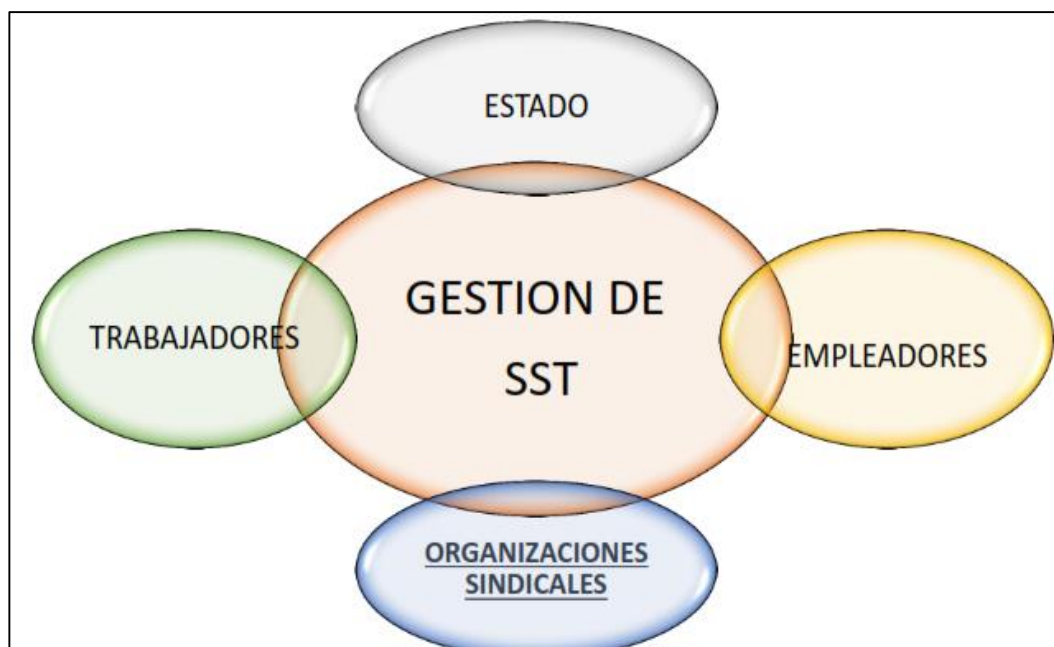 ESTADO
GESTION DE
SST
TRABAJADORES
EMPLEADORES
ORGANIZACIONES
SINDICALES